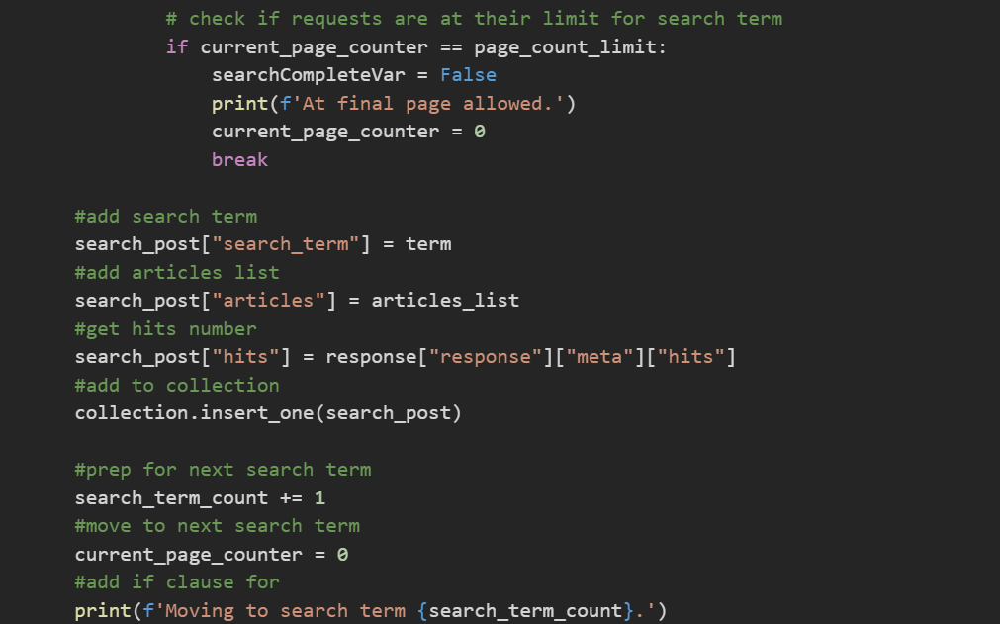 # check if requests are at their limit for search term
if current_page_counter == page_count_limit:
searchCompleteVar = False
print(f'At final page allowed.')
current_page_counter = 0
break
#add search term
search_post["search_term"] = term
#add articles list
search_post["articles"] = articles_list
#get hits number
search_post["hits"] = response["response"]["meta"]["hits"]
#add to collection
collection.insert_one(search_post)
#prep for next search term
search_term_count += 1
#move to next search term
current_page_counter = 0
#add if clause for
print(f'Moving to search term {search_term_count}.')